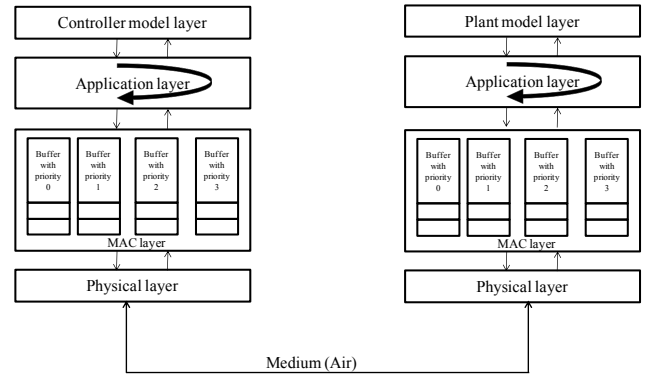 Controller model layer
Application layer
Buffer
with
priority
0
Buffer
with
priority
1
Buffer
with
priority
2
Buffer
with
priority
3
MAC layer
Physical layer
Plant model layer
Application layer
Buffer
with
priority
0
Buffer
with
priority
1
Buffer
with
priority
2
Buffer
with
priority
3
MAC layer
Physical layer
Medium (Air)